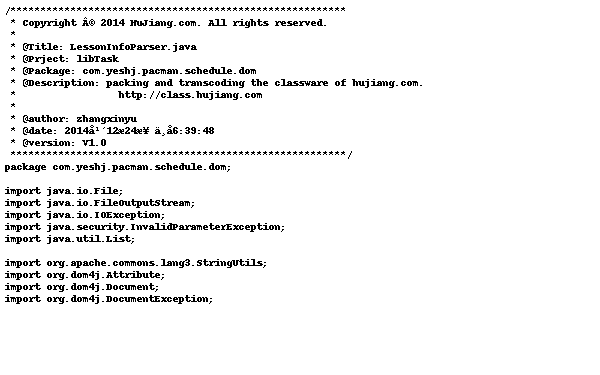 /********************************************************
 * Copyright Â© 2014 HuJiang.com. All rights reserved.
 *
 * @Title: LessonInfoParser.java
 * @Prject: libTask
 * @Package: com.yeshj.pacman.schedule.dom
 * @Description: packing and transcoding the classware of hujiang.com.
 *                 http://class.hujiang.com
 *
 * @author: zhangxinyu
 * @date: 2014å¹´12æ24æ¥ ä¸å6:39:48
 * @version: V1.0
 ********************************************************/
package com.yeshj.pacman.schedule.dom;
import java.io.File;
import java.io.FileOutputStream;
import java.io.IOException;
import java.security.InvalidParameterException;
import java.util.List;
import org.apache.commons.lang3.StringUtils;
import org.dom4j.Attribute;
import org.dom4j.Document;
import org.dom4j.DocumentException;